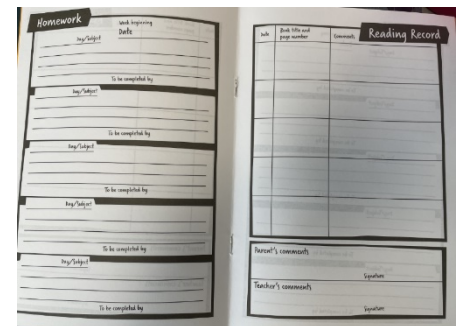 Homework
Week beginning
Date
Day/Subject
To be completed by
Day/Subject
To be completed by
Day/Subject
To be completed by
Day/Subject
To be completed by
Day/Subject
To be completed by
Reading Record
Date
Book title and
page number
Comments
Parent's comments
Signature
Teacher's comments
Signature